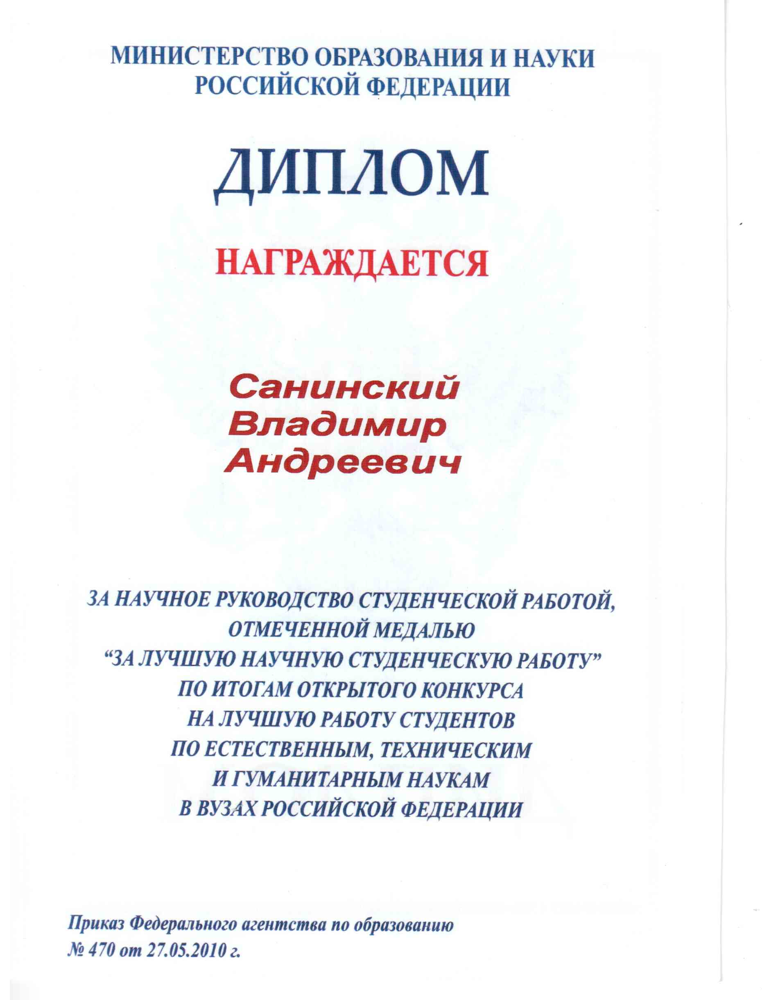 МИНИСТЕРСТВО ОБРАЗОВАНИЯ И НАУКИ
РОССИЙСКОЙ ФЕДЕРАЦИИ
ДИПЛОМ
НАГРАЖДАЕТСЯ
Санинский
Владимир
Андреевич
ЗА НАУЧНОЕ РУКОВОДСТВО СТУДЕНЧЕСКОЙ РАБОТОЙ,
ОТМЕЧЕННОЙ МЕДАЛЬЮ
“ЗА ЛУЧШУЮ НАУЧНУЮ СТУДЕНЧЕСКУЮ РАБОТУ”
ПО ИТОГАМ ОТКРЫТОГО КОНКУРСА
НА ЛУЧШУЮ РАБОТУ СТУДЕНТОВ
ПО ЕСТЕСТВЕННЫМ, ТЕХНИЧЕСКИМ
И ГУМАНИТАРНЫМ НАУКАМ
В ВУЗАХ РОССИЙСКОЙ ФЕДЕРАЦИИ
Приказ Федерального агентства по образованию
№ 470 от 27.05.2010 г.